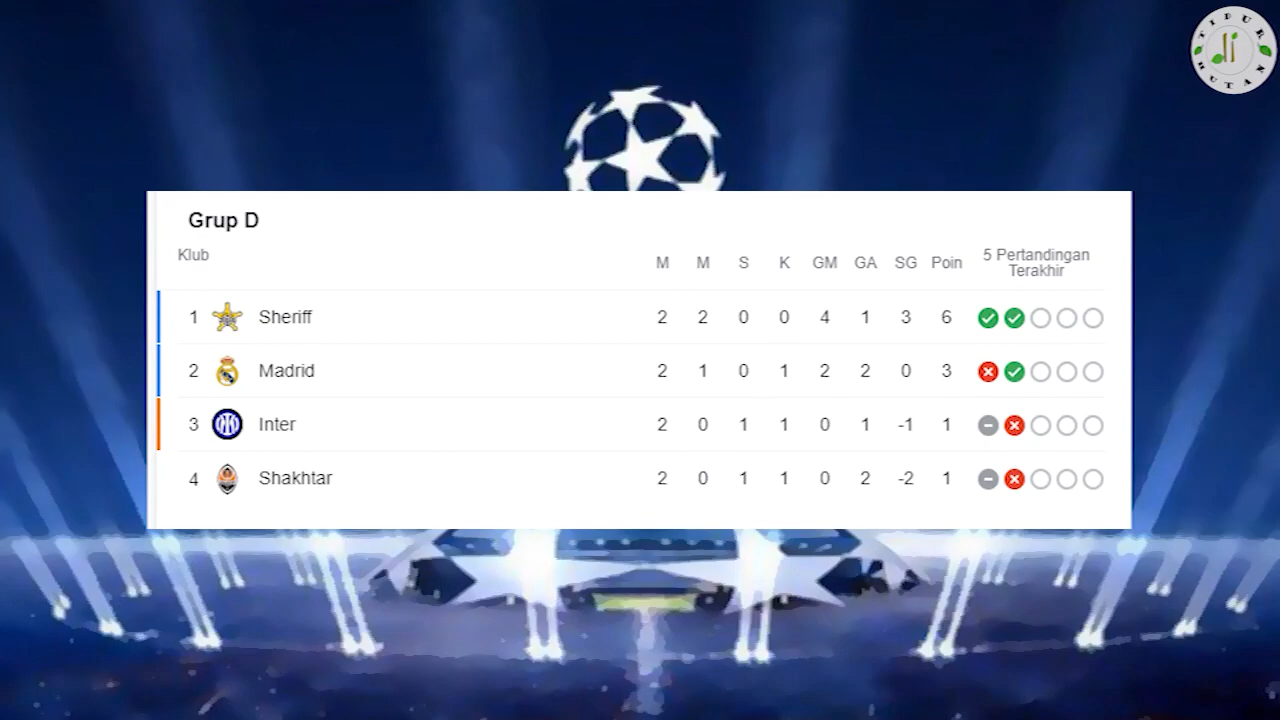 TIDUR
HUTAN
Grup D
Klub M M S K GM GA SG Poin 5 Pertandingan
Terakhir
1 Sheriff 2 2 0 0 4 1 3 6
2 Madrid 2 1 0 1 2 2 0 3
3 Inter 2 0 1 1 0 1 -1 1
4 Shakhtar 2 0 1 1 0 2 -2 1